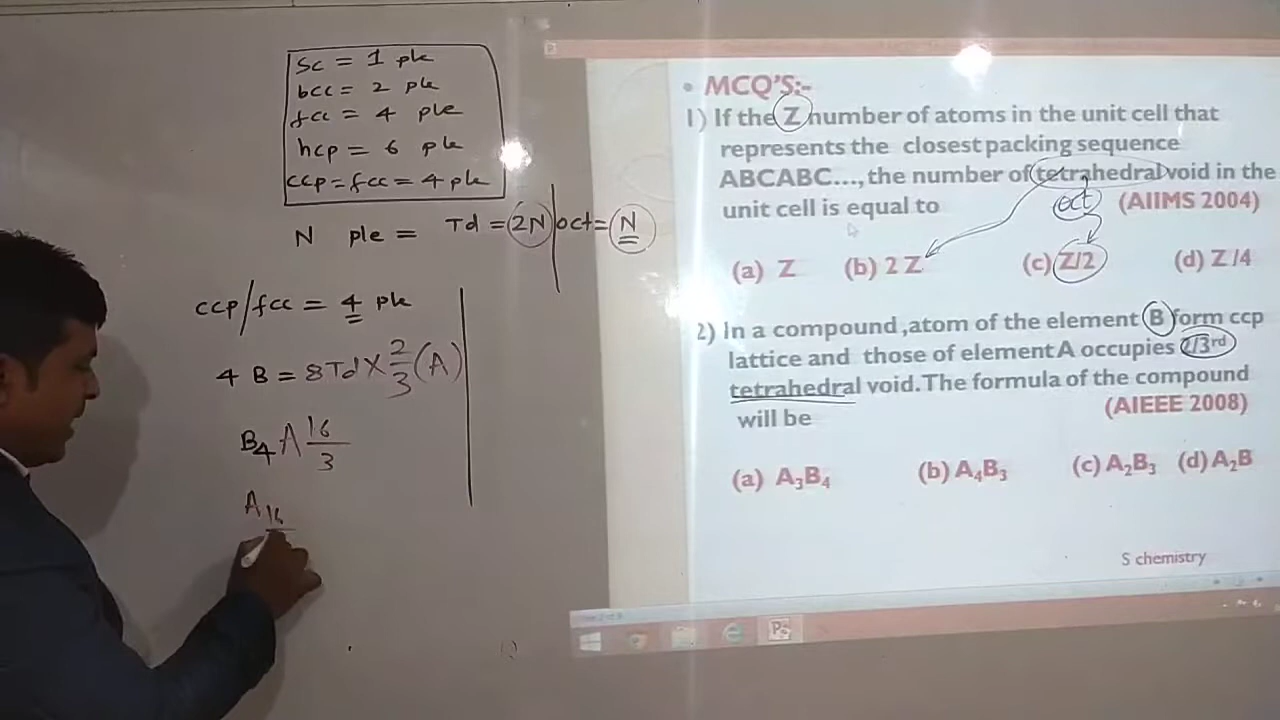 Sc = 1 ple
bcc = 2 ple
fcc = 4 ple
hcp = 6 ple
ccp = fcc = 4 ple
N ple = Td = 2N | Oct = N
ccp/fcc = 4 ple
4 B = 8 Td X 2/3 (A)
B4 A 16/3
A 16
• MCQ'S:-
1) If the Z number of atoms in the unit cell that
represents the closest packing sequence
ABCABC..., the number of tetrahedral void in the
unit cell is equal to
oct
(AIIMS 2004)
(a) Z (b) 2 Z (c) Z/2 (d) Z /4
2) In a compound ,atom of the element B form ccp
lattice and those of element A occupies 2/3rd
tetrahedral void. The formula of the compound
will be
(AIEEE 2008)
(a) A₃B₄ (b) A₄B₃ (c) A₂B₃ (d) A₂B
S chemistry